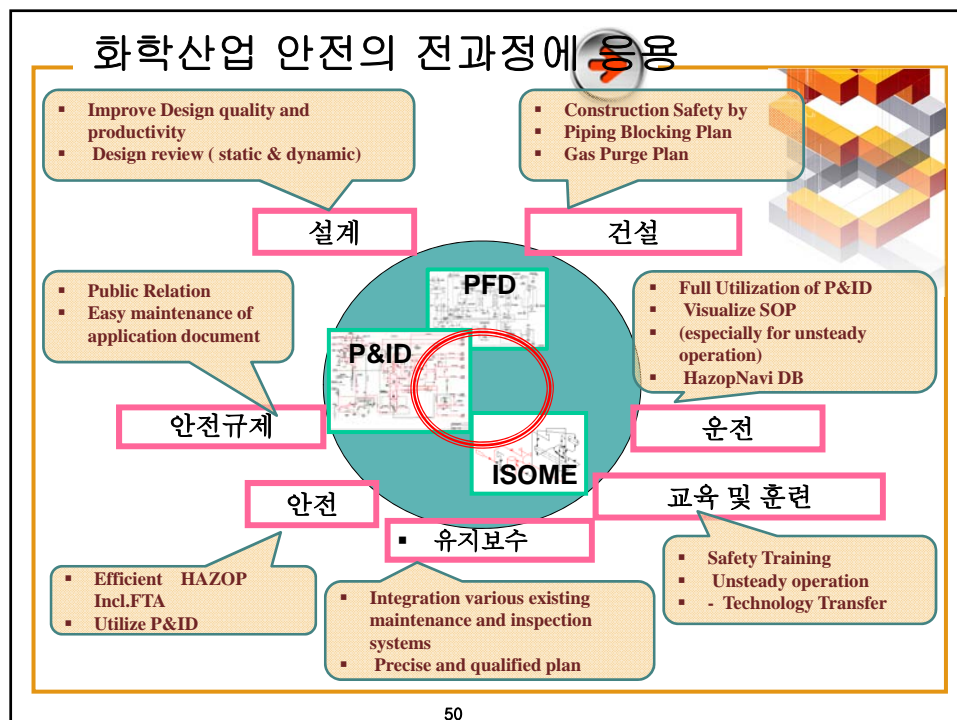 화학산업 안전의 전과정에 응용
▪ Improve Design quality and
productivity
▪ Design review ( static & dynamic)
▪ Construction Safety by
▪ Piping Blocking Plan
▪ Gas Purge Plan
설계
건설
▪ Public Relation
▪ Easy maintenance of
application document
PFD
P&ID
ISOME
▪ Full Utilization of P&ID
▪ Visualize SOP
▪ (especially for unsteady
operation)
▪ HazopNavi DB
안전규제
운전
안전
교육 및 훈련
▪ 유지보수
▪ Efficient HAZOP
Incl.FTA
▪ Utilize P&ID
▪ Integration various existing
maintenance and inspection
systems
▪ Precise and qualified plan
▪ Safety Training
▪ Unsteady operation
▪ - Technology Transfer
50